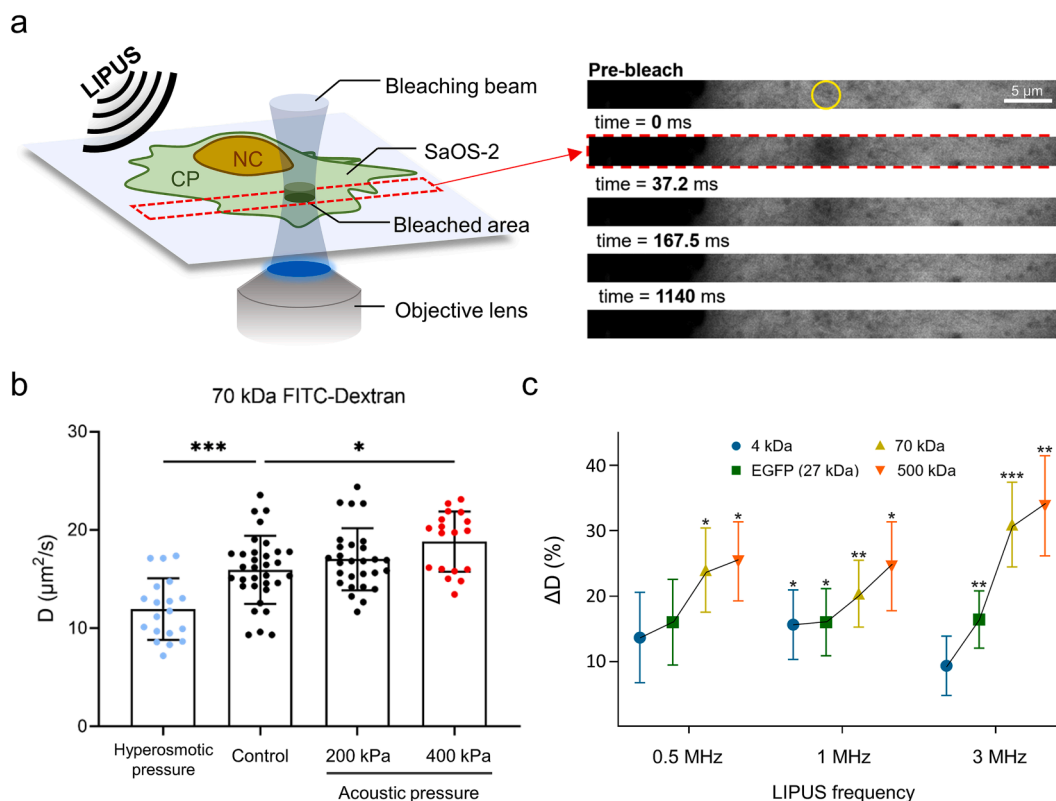 a
LIPUS
Bleaching beam
NC
CP
SaOS-2
Bleached area
Objective lens
Pre-bleach
5 µm
time = 0 ms
time = 37.2 ms
time = 167.5 ms
time = 1140 ms
b
70 kDa FITC-Dextran
D (µm²/s)
30
20
10
0
***
*
Hyperosmotic
pressure
Control
200 kPa
400 kPa
Acoustic pressure
c
4 kDa
70 kDa
EGFP (27 kDa)
500 kDa
ΔD (%)
40
30
20
10
*
*
*
*
**
*
**
***
**
0.5 MHz
1 MHz
3 MHz
LIPUS frequency